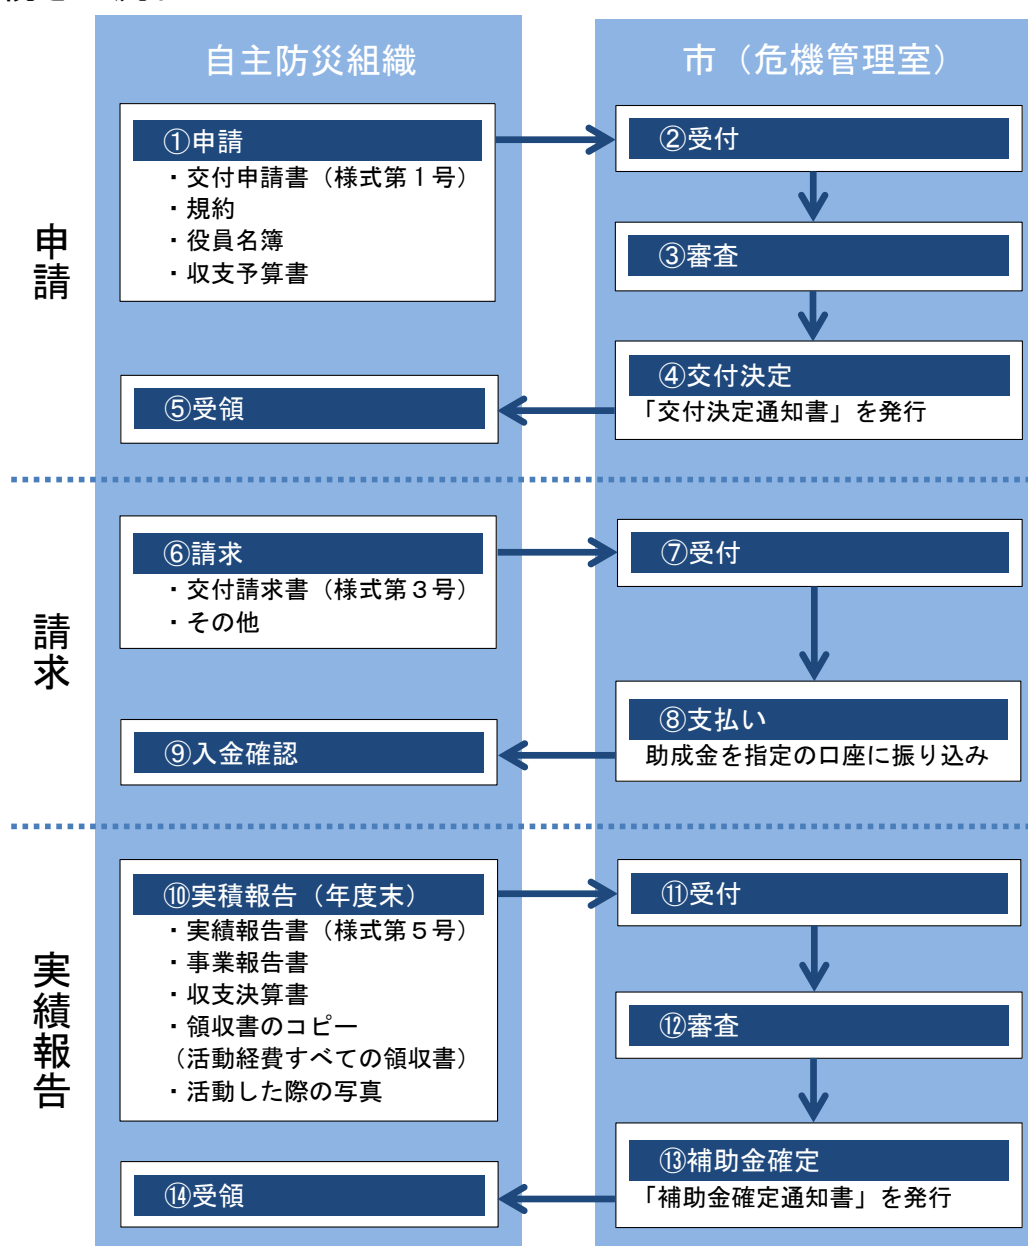 自主防災組織
市（危機管理室）
申請
①申請
・交付申請書（様式第１号）
・規約
・役員名簿
・収支予算書
②受付
③審査
④交付決定
「交付決定通知書」を発行
⑤受領
請求
⑥請求
・交付請求書（様式第３号）
・その他
⑦受付
⑧支払い
助成金を指定の口座に振り込み
⑨入金確認
実績報告
⑩実積報告（年度末）
・実績報告書（様式第５号）
・事業報告書
・収支決算書
・領収書のコピー
（活動経費すべての領収書）
・活動した際の写真
⑪受付
⑫審査
⑬補助金確定
「補助金確定通知書」を発行
⑭受領